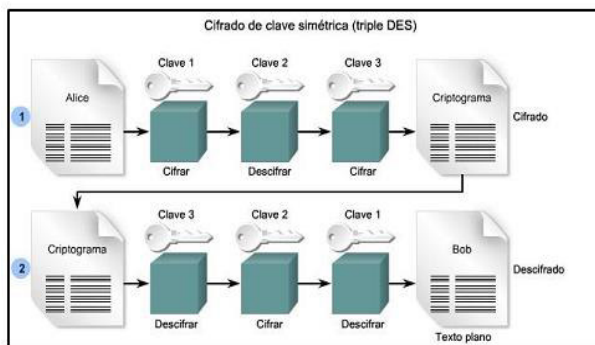 Cifrado de clave simétrica (triple DES)
Clave 1 Clave 2 Clave 3
Alice
Criptograma
1
Cifrado
Cifrar Descifrar Cifrar
Clave 3 Clave 2 Clave 1
Criptograma
Bob
2
Descifrado
Descifrar Cifrar Descifrar
Texto plano